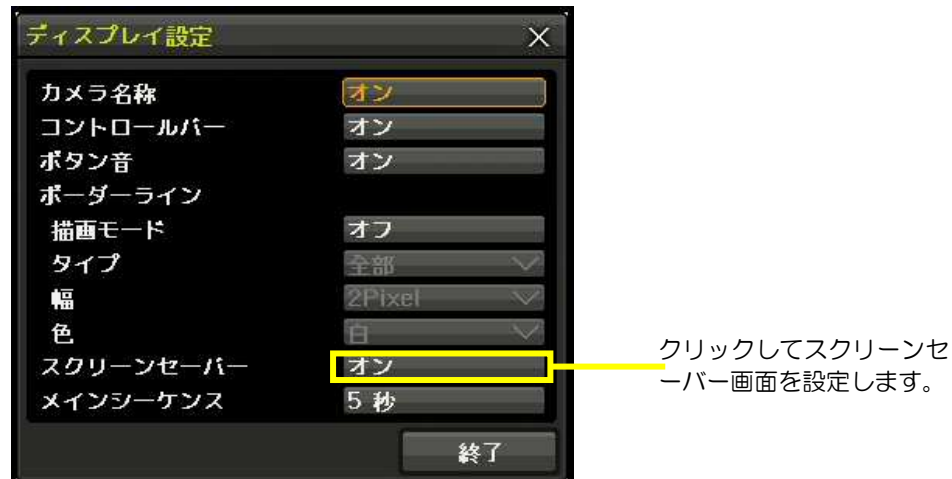 ディスプレイ設定
カメラ名称 オン
コントロールバー オン
ボタン音 オン
ボーダーライン
描画モード オフ
タイプ 全部
幅 2Pixel
色 白
スクリーンセーバー オン
メインシーケンス 5 秒
終了
クリックしてスクリーンセ
ーバー画面を設定します。